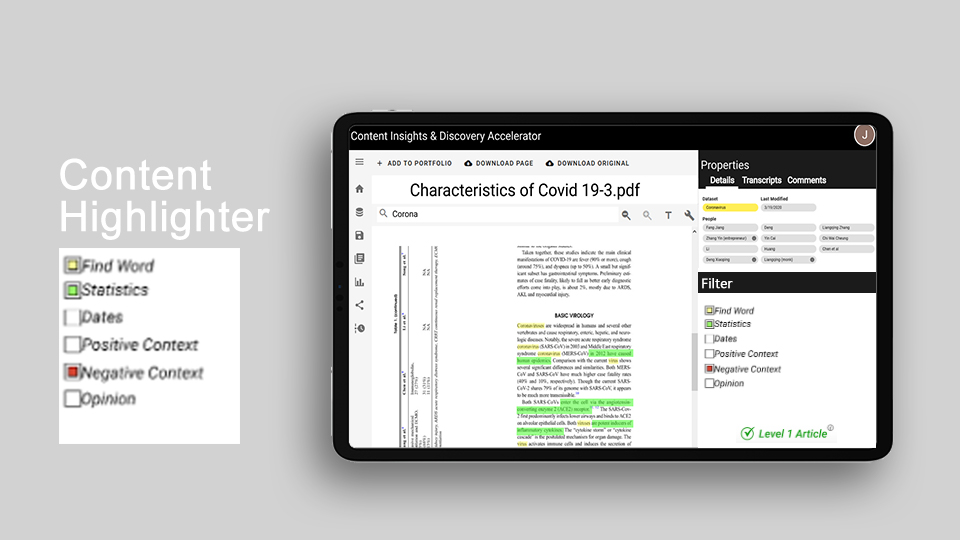 Content
Highlighter
Find Word
Statistics
Dates
Positive Context
Negative Context
Opinion
Content Insights & Discovery Accelerator
J
+ ADD TO PORTFOLIO
DOWNLOAD PAGE
DOWNLOAD ORIGINAL
Characteristics of Covid 19-3.pdf
Corona
T
Taken together, these studies indicate the main clinical
manifestations of COVID-19 are fever (90% or more), cough
(around 75%), and dyspnea (up to 50%). A small but signif-
icant subset has gastrointestinal symptoms. Preliminary est-
imates of case fatality, likely to fall as better early diagnostic
efforts come into play, is about 2%, mostly due to ARDS,
AKI, and myocardial injury.
BASIC VIROLOGY
Coronaviruses are widespread in humans and several other
vertebrates and cause respiratory, enteric, hepatic, and neuro-
logic diseases. Notably, the severe acute respiratory syndrome
coronavirus (SARS-CoV) in 2003 and Middle East respiratory
syndrome coronavirus (MERS-CoV) in 2012 have caused
human epidemics. Comparison with the current virus shows
several significant differences and similarities. Both MERS-
CoV and SARS-CoV have much higher case fatality rates
(40% and 10%, respectively). Though the current SARS-
CoV-2 shares 79% of its genome with SARS-CoV, it appears
to be much more transmissible.
Both SARS-CoVs enter the cell via the angiotensin-
converting enzyme 2 (ACE2) receptor. The SARS-Cov-
2 first predominantly infects lower airways and binds to ACE2
on alveolar epithelial cells. Both viruses are potent inducers of
inflammatory cytokines. The "cytokine storm" or "cytokine
cascade" is the postulated mechanism for organ damage. The
virus activates immune cells and induces the secretion of
Properties
Details Transcripts Comments
Dataset Last Modified
Coronavirus 3/19/2020
People
Fang Jiang Deng Liangqing Zhang
Zhang Yin (entrepreneur) Yin Cai Chi Wai Cheung
Li Huang Chen et al
Deng Xiaoping Liangqing (more)
Filter
Find Word
Statistics
Dates
Positive Context
Negative Context
Opinion
Level 1 Article